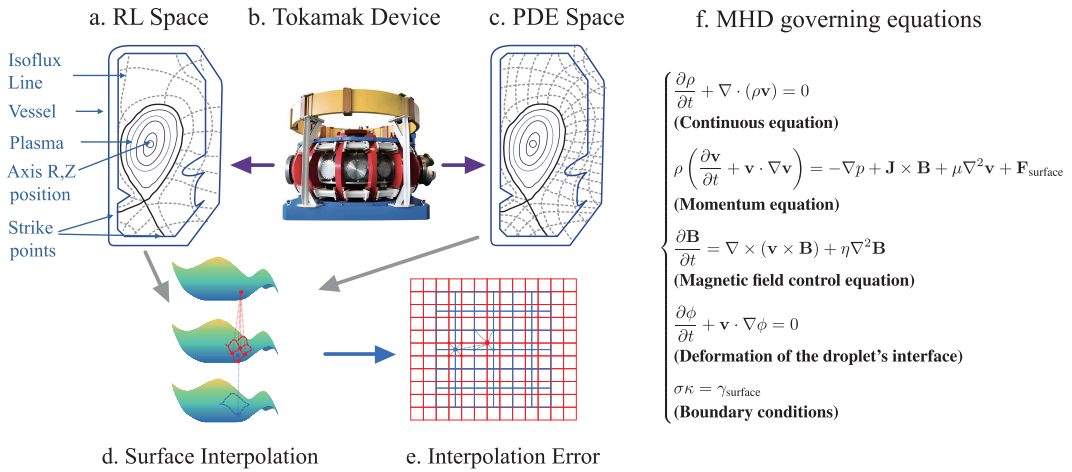 a. RL Space
b. Tokamak Device
c. PDE Space
f. MHD governing equations
Isoflux
Line
Vessel
Plasma
Axis R,Z
position
Strike
points
∂ρ/∂t + ∇ · (ρv) = 0
(Continuous equation)
ρ(∂v/∂t + v · ∇v) = −∇p + J × B + μ∇²v + F_surface
(Momentum equation)
∂B/∂t = ∇ × (v × B) + η∇²B
(Magnetic field control equation)
∂ϕ/∂t + v · ∇ϕ = 0
(Deformation of the droplet's interface)
σκ = γ_surface
(Boundary conditions)
d. Surface Interpolation
e. Interpolation Error